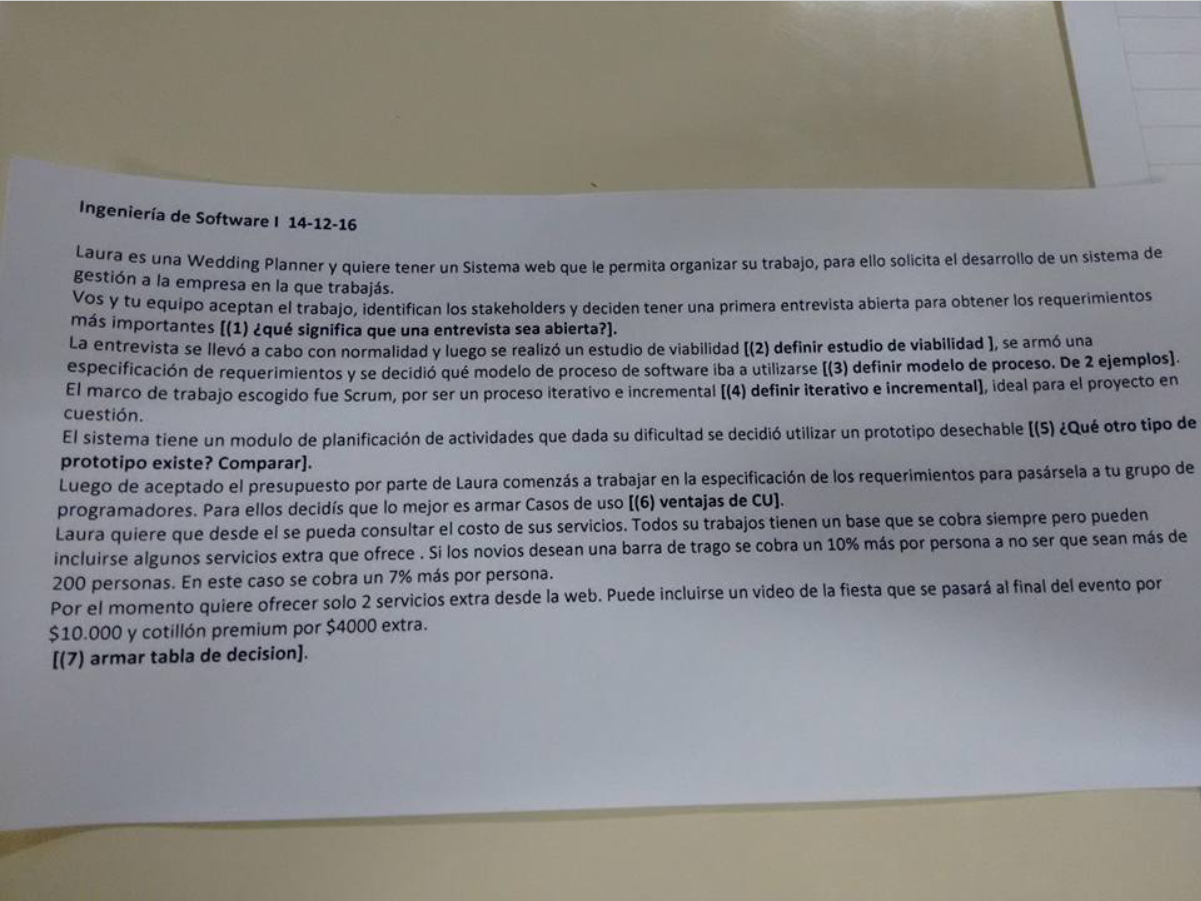 Ingeniería de Software I 14-12-16
Laura es una Wedding Planner y quiere tener un Sistema web que le permita organizar su trabajo, para ello solicita el desarrollo de un sistema de
gestión a la empresa en la que trabajás.
Vos y tu equipo aceptan el trabajo, identifican los stakeholders y deciden tener una primera entrevista abierta para obtener los requerimientos
más importantes [(1) ¿qué significa que una entrevista sea abierta?].
La entrevista se llevó a cabo con normalidad y luego se realizó un estudio de viabilidad [(2) definir estudio de viabilidad ], se armó una
especificación de requerimientos y se decidió qué modelo de proceso de software iba a utilizarse [(3) definir modelo de proceso. De 2 ejemplos].
El marco de trabajo escogido fue Scrum, por ser un proceso iterativo e incremental [(4) definir iterativo e incremental], ideal para el proyecto en
cuestión.
El sistema tiene un modulo de planificación de actividades que dada su dificultad se decidió utilizar un prototipo desechable [(5) ¿Qué otro tipo de
prototipo existe? Comparar].
Luego de aceptado el presupuesto por parte de Laura comenzás a trabajar en la especificación de los requerimientos para pasársela a tu grupo de
programadores. Para ellos decidís que lo mejor es armar Casos de uso [(6) ventajas de CU].
Laura quiere que desde el se pueda consultar el costo de sus servicios. Todos su trabajos tienen un base que se cobra siempre pero pueden
incluirse algunos servicios extra que ofrece . Si los novios desean una barra de trago se cobra un 10% más por persona a no ser que sean más de
200 personas. En este caso se cobra un 7% más por persona.
Por el momento quiere ofrecer solo 2 servicios extra desde la web. Puede incluirse un video de la fiesta que se pasará al final del evento por
$10.000 y cotillón premium por $4000 extra.
[(7) armar tabla de decision].